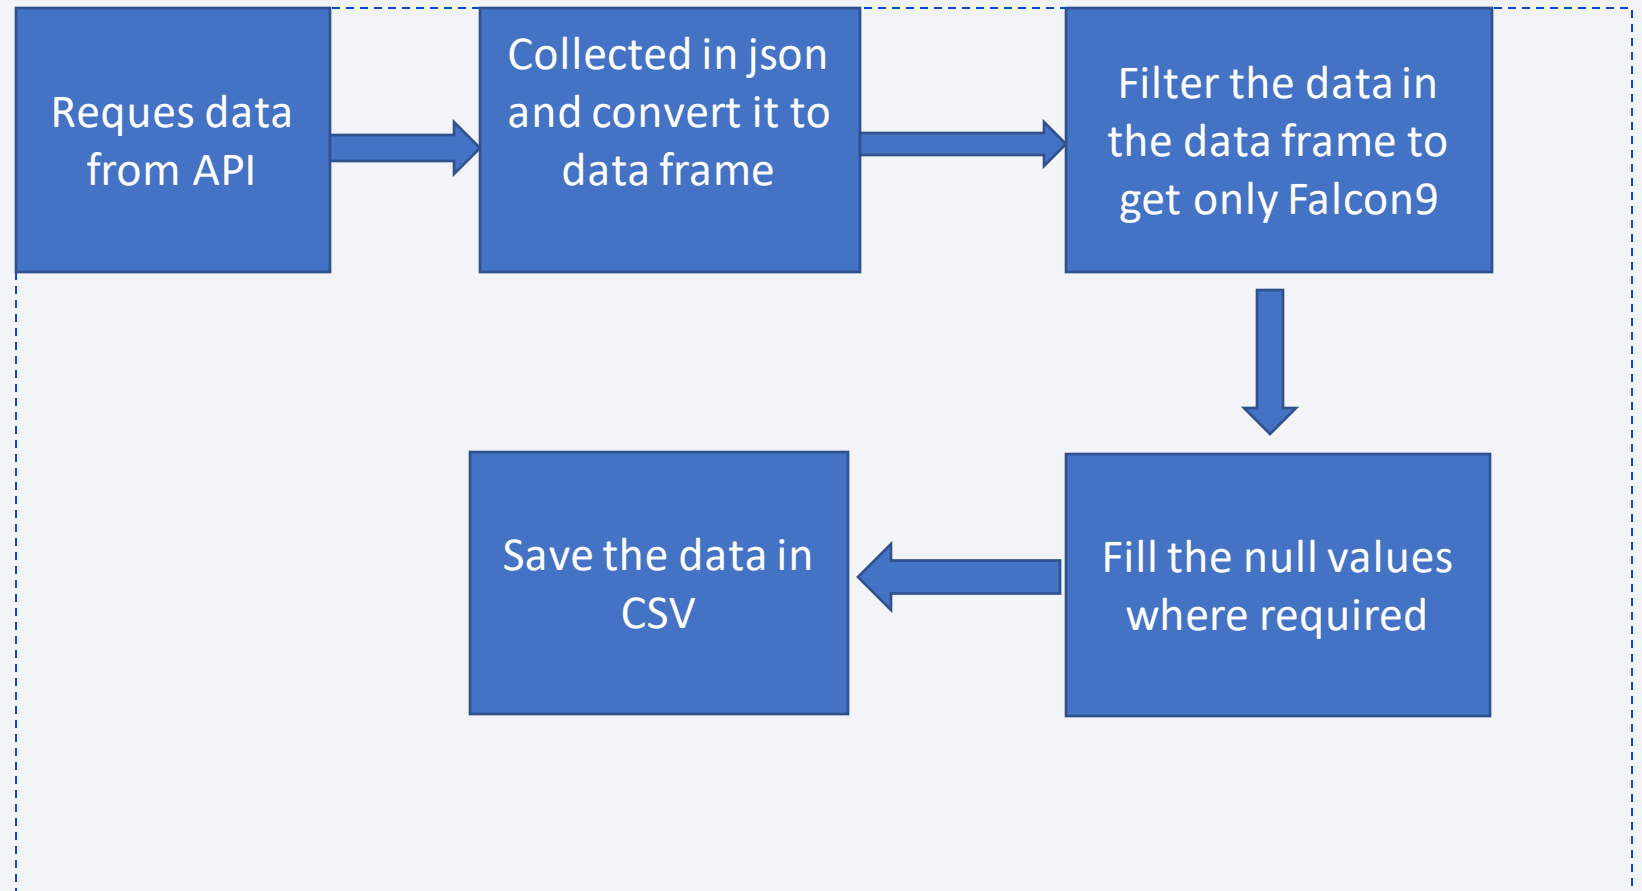 Reques data
from API
Collected in json
and convert it to
data frame
Filter the data in
the data frame to
get only Falcon9
Fill the null values
where required
Save the data in
CSV